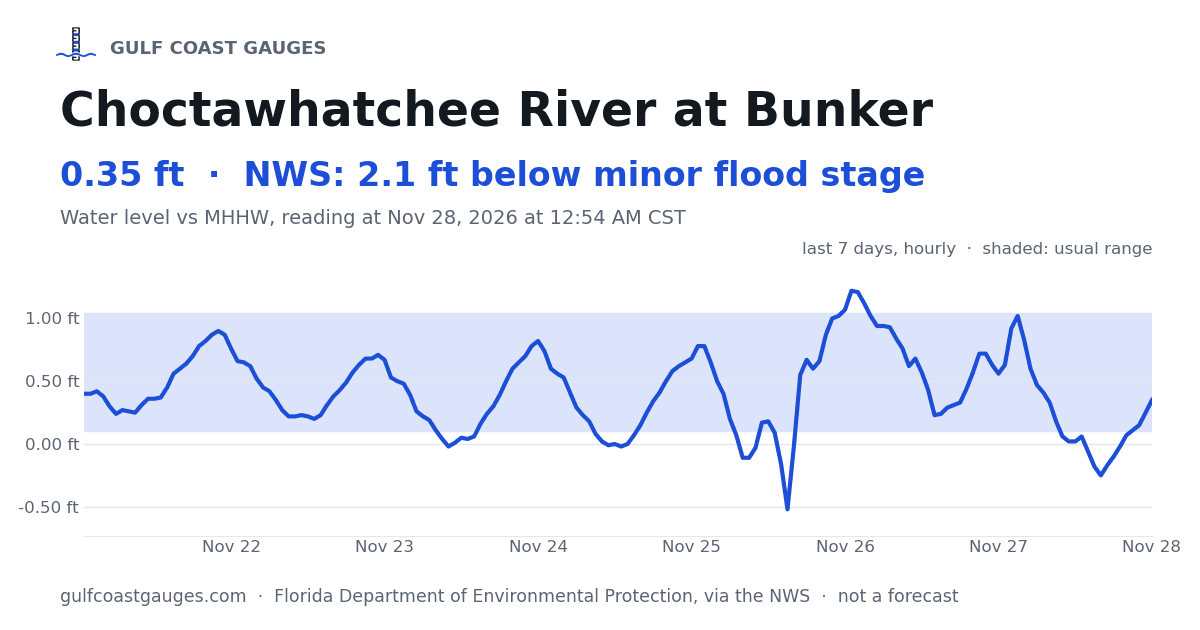 GULF COAST GAUGES
Choctawhatchee River at Bunker
0.35 ft · NWS: 2.1 ft below minor flood stage
Water level vs MHHW, reading at Nov 28, 2026 at 12:54 AM CST
last 7 days, hourly · shaded: usual range
1.00 ft
0.50 ft
0.00 ft
-0.50 ft
Nov 22 Nov 23 Nov 24 Nov 25 Nov 26 Nov 27 Nov 28
gulfcoastgauges.com · Florida Department of Environmental Protection, via the NWS · not a forecast